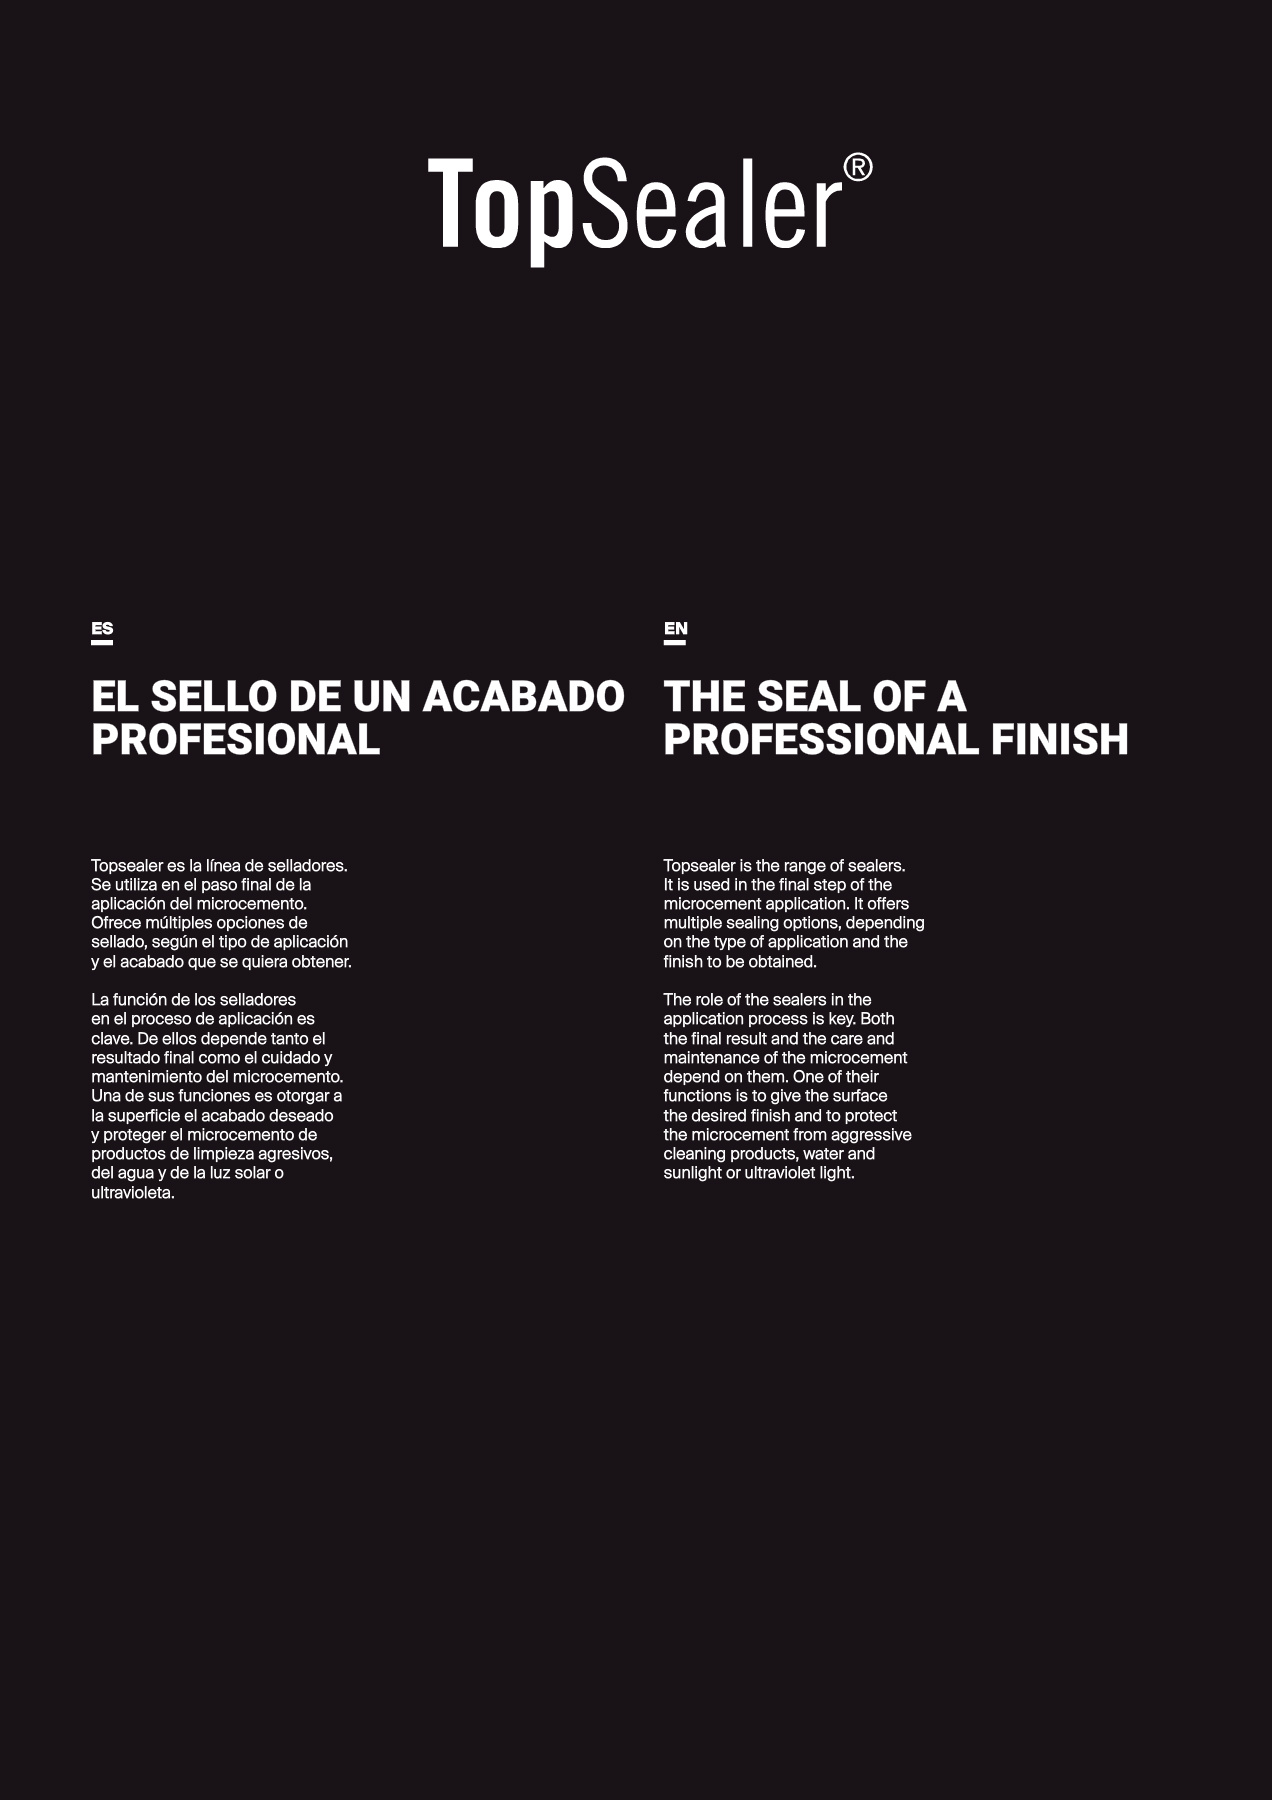 TopSealer®
ES
EL SELLO DE UN ACABADO
PROFESIONAL
Topsealer es la línea de selladores.
Se utiliza en el paso final de la
aplicación del microcemento.
Ofrece múltiples opciones de
sellado, según el tipo de aplicación
y el acabado que se quiera obtener.
La función de los selladores
en el proceso de aplicación es
clave. De ellos depende tanto el
resultado final como el cuidado y
mantenimiento del microcemento.
Una de sus funciones es otorgar a
la superficie el acabado deseado
y proteger el microcemento de
productos de limpieza agresivos,
del agua y de la luz solar o
ultravioleta.
EN
THE SEAL OF A
PROFESSIONAL FINISH
Topsealer is the range of sealers.
It is used in the final step of the
microcement application. It offers
multiple sealing options, depending
on the type of application and the
finish to be obtained.
The role of the sealers in the
application process is key. Both
the final result and the care and
maintenance of the microcement
depend on them. One of their
functions is to give the surface
the desired finish and to protect
the microcement from aggressive
cleaning products, water and
sunlight or ultraviolet light.